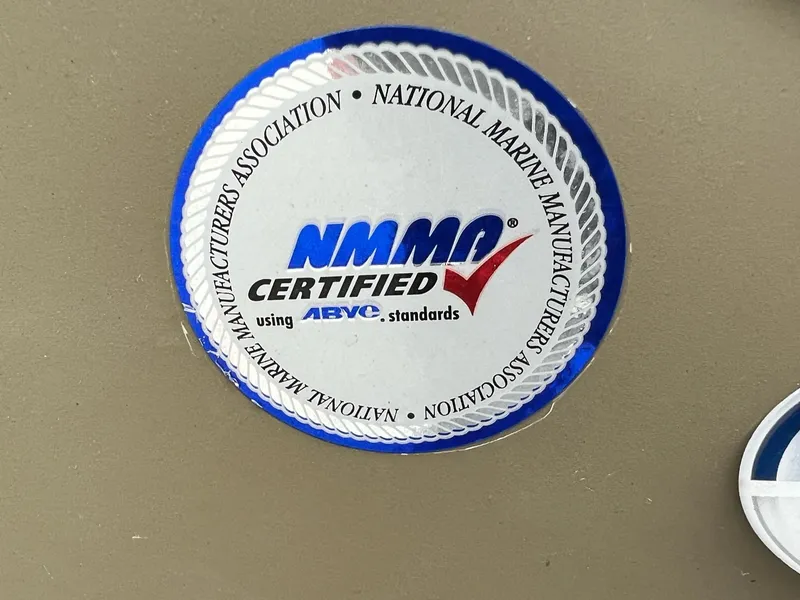 NATIONAL MARINE MANUFACTURERS ASSOCIATION • NATIONAL MARINE MANUFACTURERS ASSOCIATION •
NMMA®
CERTIFIED
using ABYC. standards